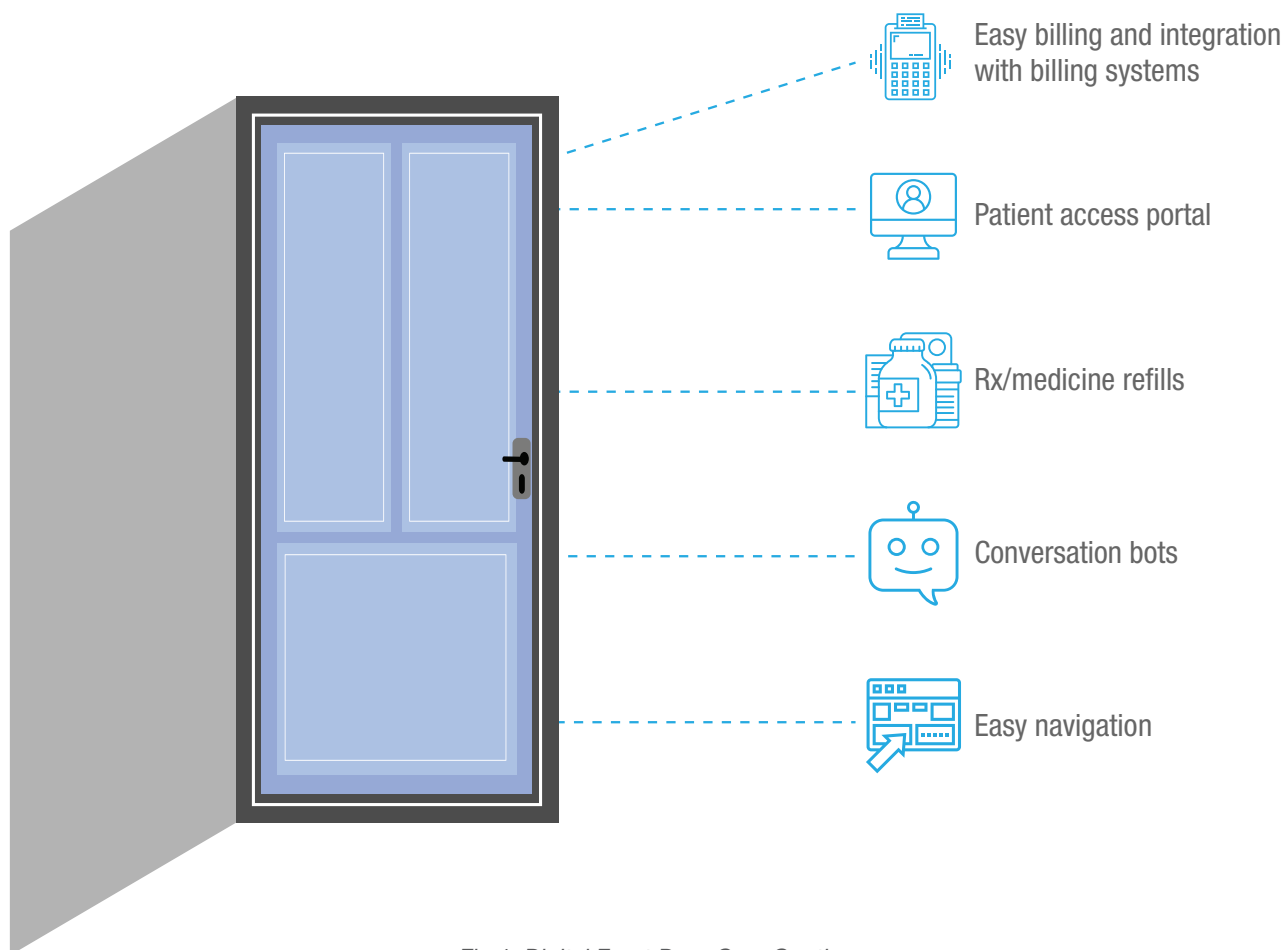 Easy billing and integration
with billing systems
Patient access portal
Rx/medicine refills
Conversation bots
Easy navigation